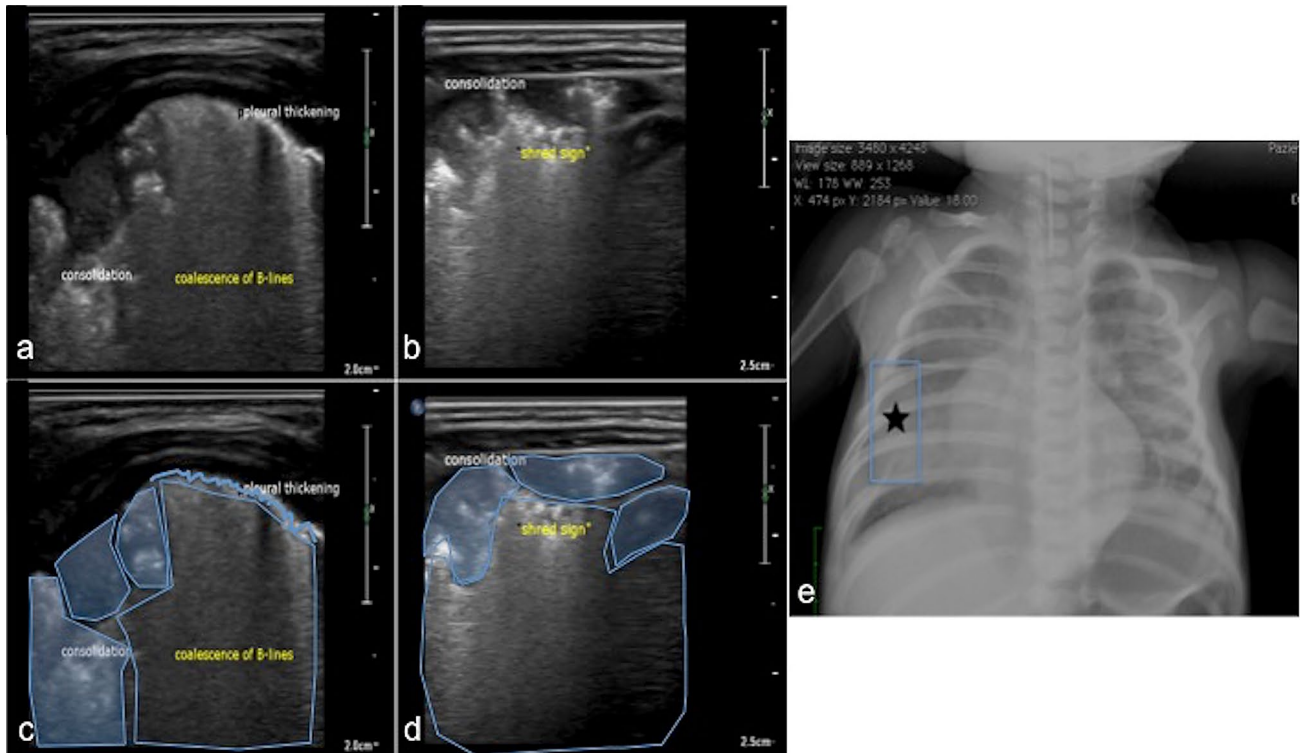 pleural thickening
consolidation
coalescence of B-lines
a
2.0cm
consolidation
"shred sign"
x
b
2.5cm
pleural thickening
consolidation
coalescence of B-lines
c
2.0cm
consolidation
"shred sign"
x
d
2.5cm
Image size: 3480 x 4248
View size: 889 x 1268
WL: 178 WW: 253
X: 474 px Y: 2184 px Value: 18.00
Pazier
e